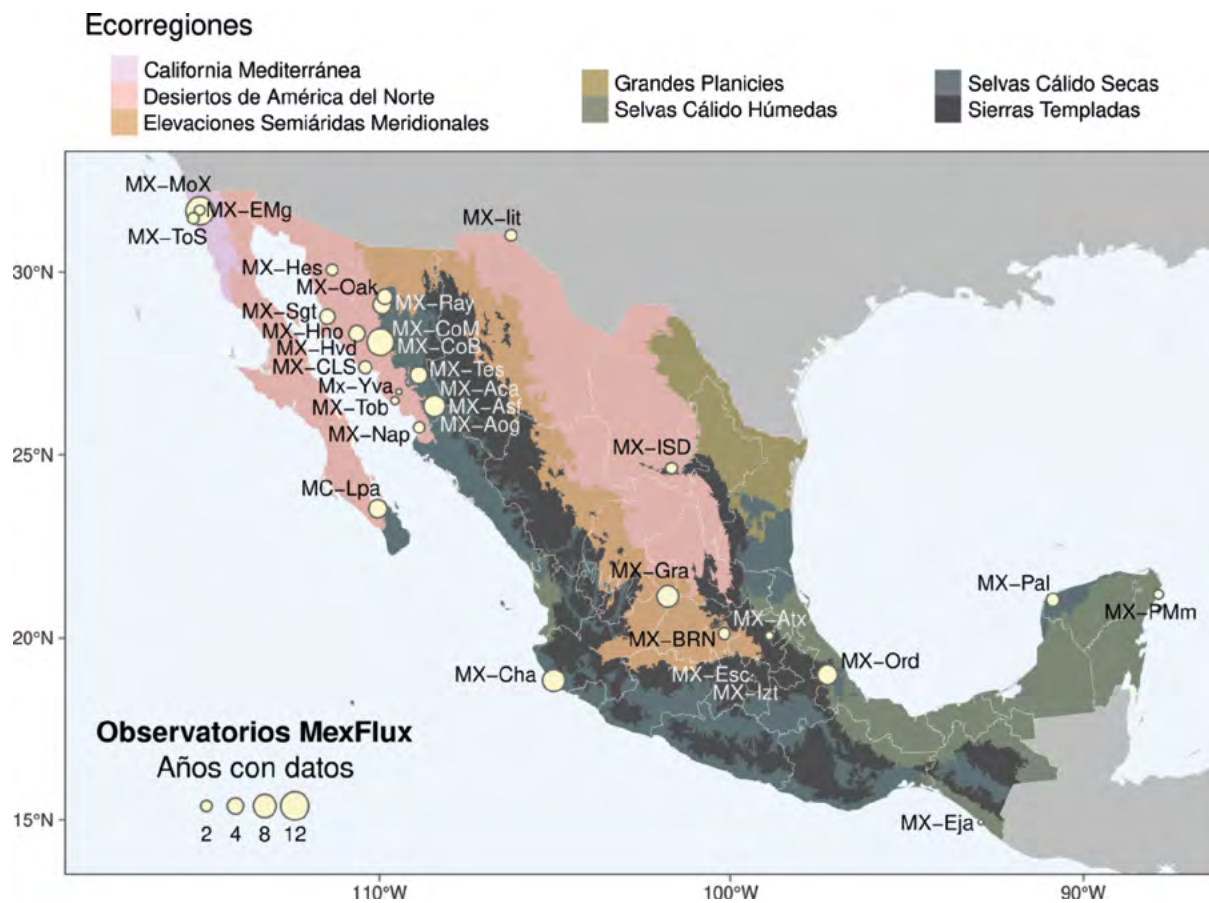 Ecorregiones
California Mediterránea
Desiertos de América del Norte
Elevaciones Semiáridas Meridionales
Grandes Planicies
Selvas Cálido Húmedas
Selvas Cálido Secas
Sierras Templadas
MX-MoX
MX-EMg
MX-ToS
MX-Iit
30°N
MX-Hes
MX-Oak
MX-Ray
MX-Sgt
MX-Hno
MX-CoM
MX-Hvd
MX-CoB
MX-CLS
MX-Tes
Mx-Yva
MX-Aca
MX-Tob
MX-Asf
MX-Aog
MX-Nap
25°N
MX-ISD
MC-Lpa
MX-Gra
MX-Pal
MX-PMm
MX-Atx
20°N
MX-BRN
MX-Ord
MX-Cha
MX-Esc
MX-Izt
Observatorios MexFlux
Años con datos
2 4 8 12
15°N
MX-Eja
110°W 100°W 90°W